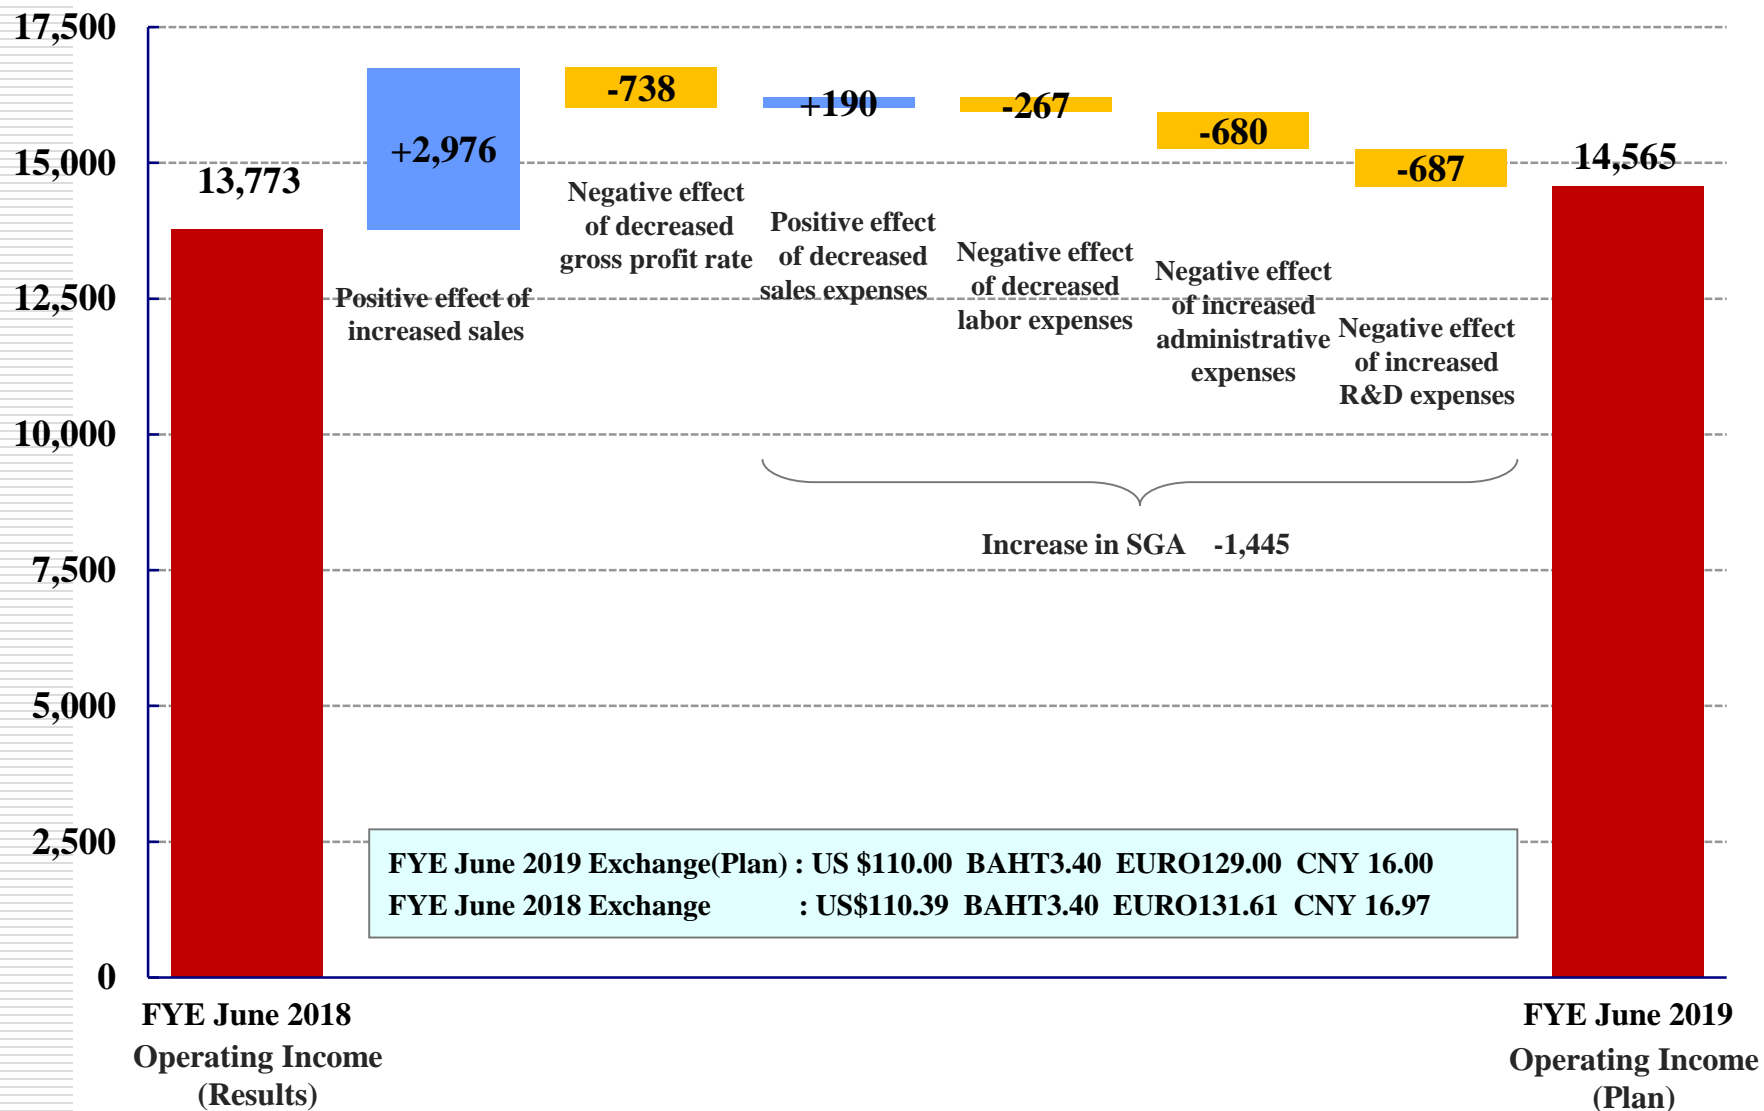 17,500
15,000
12,500
10,000
7,500
5,000
2,500
0
13,773
+2,976
-738
+190
-267
-680
-687
14,565
Positive effect of
increased sales
Negative effect
of decreased
gross profit rate
Positive effect
of decreased
sales expenses
Negative effect
of decreased
labor expenses
Negative effect
of increased
administrative
expenses
Negative effect
of increased
R&D expenses
Increase in SGA -1,445
FYE June 2019 Exchange(Plan) : US $110.00 BAHT3.40 EURO129.00 CNY 16.00
FYE June 2018 Exchange : US$110.39 BAHT3.40 EURO131.61 CNY 16.97
FYE June 2018
Operating Income
(Results)
FYE June 2019
Operating Income
(Plan)